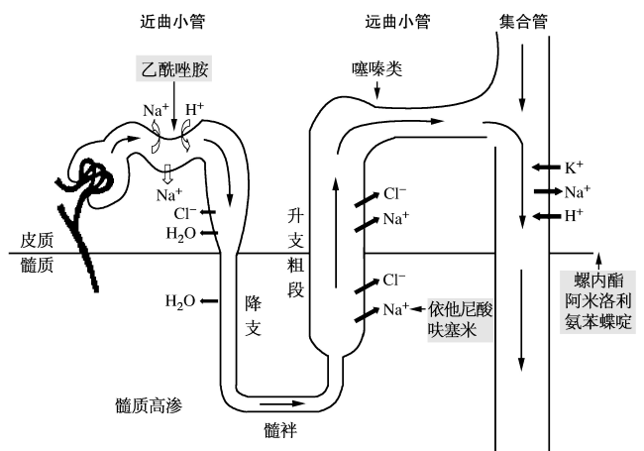 近曲小管
远曲小管
集合管
乙酰唑胺
噻嗪类
Na⁺
H⁺
Na⁺
Cl⁻
H₂O
皮质
髓质
H₂O
降支
升支粗段
Cl⁻
Na⁺
Cl⁻
Na⁺
依他尼酸
呋塞米
K⁺
Na⁺
H⁺
螺内酯
阿米洛利
氨苯蝶啶
髓质高渗
髓袢